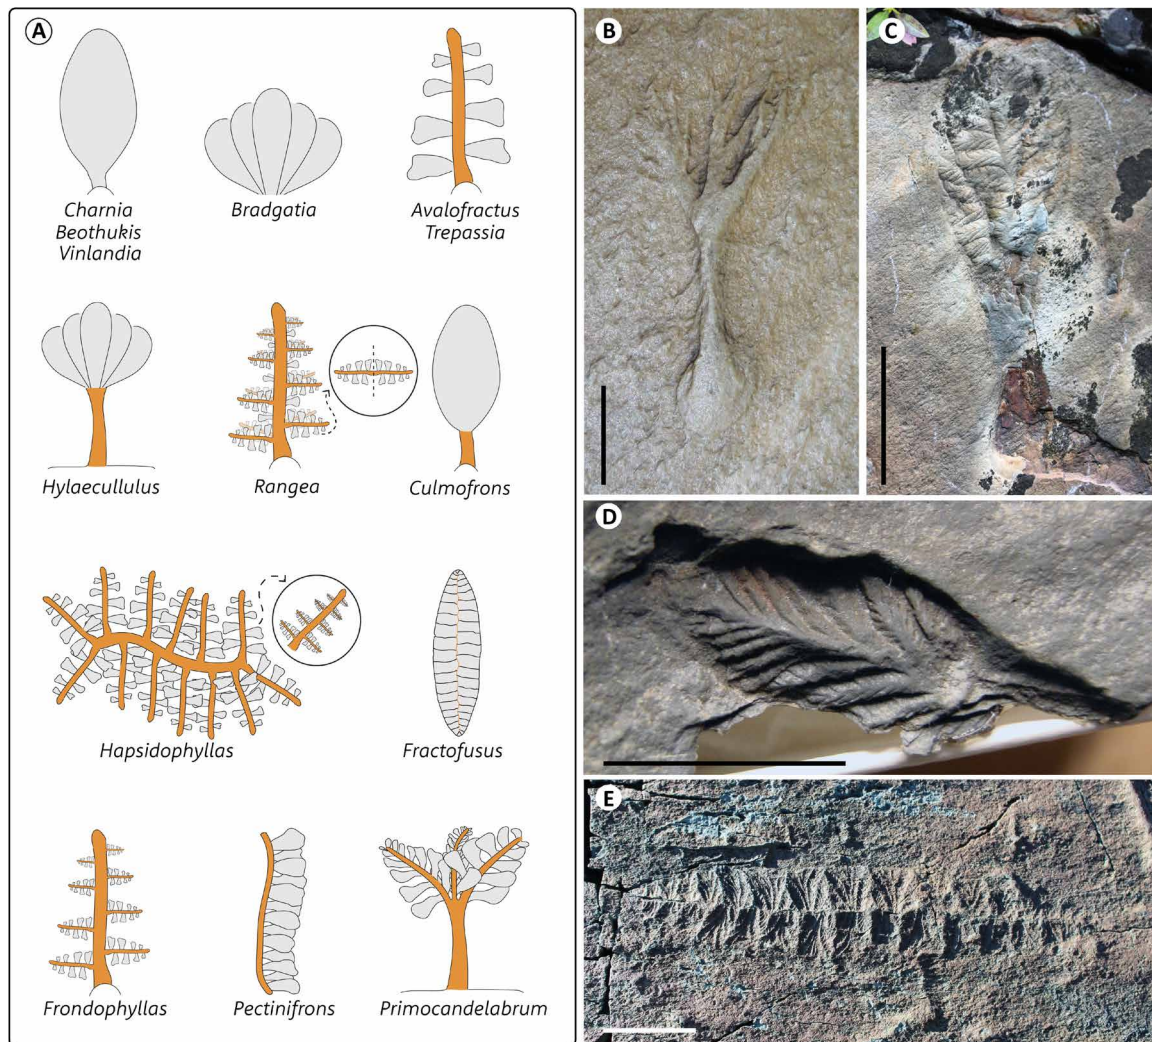 A
Charnia
Beothukis
Vinlandia
Bradgatia
Avalofractus
Trepassia
Hylaecullulus
Rangea
Culmofrons
Hapsidophyllas
Fractofusus
Frondophyllas
Pectinifrons
Primocandelabrum
B
C
D
E